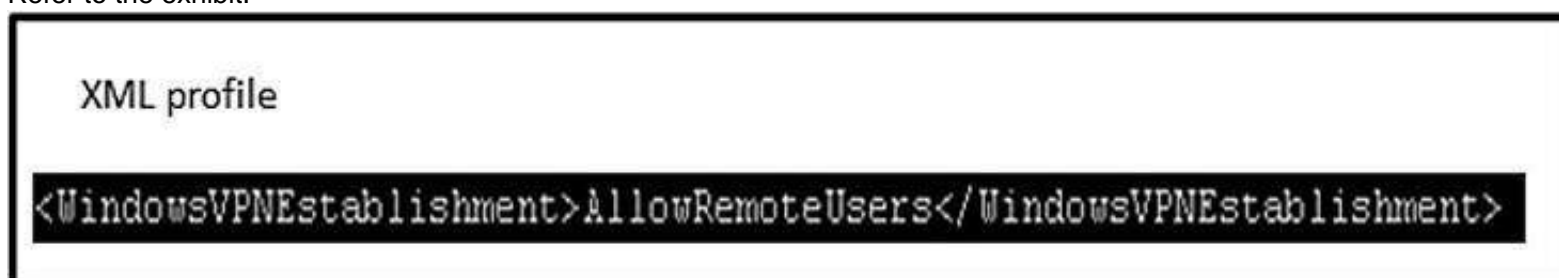 Refer to the exhibit.
XML profile
<WindowsVPNEstablishment>AllowRemoteUsers</WindowsVPNEstablishment>